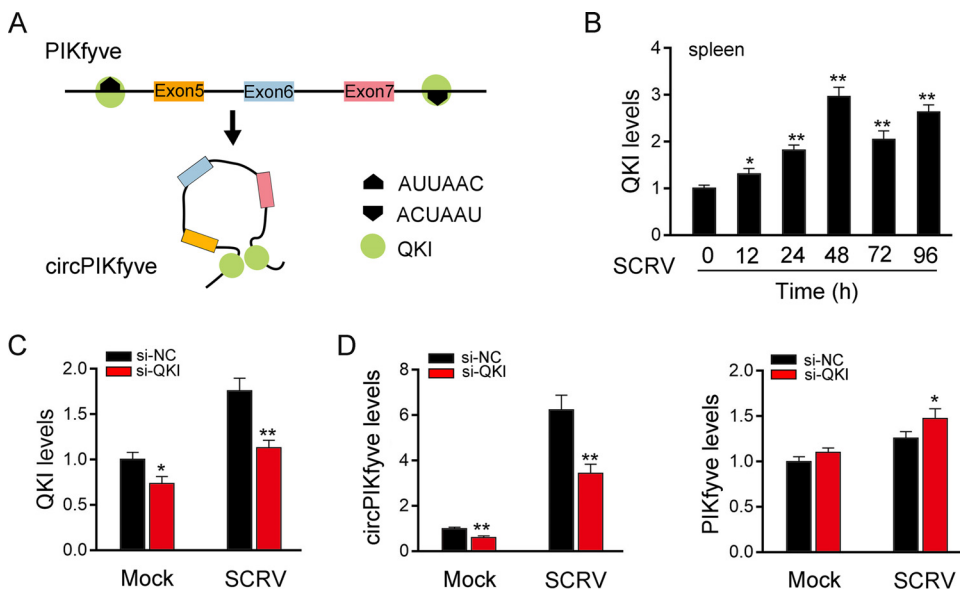 A
PIKfyve
Exon5 Exon6 Exon7
circPIKfyve
AUUAAC
ACUAAU
QKI
B
spleen
QKI levels
4
3
2
1
0
** ** ** ** *
SCRV 0 12 24 48 72 96
Time (h)
C
si-NC
si-QKI
QKI levels
2.0
1.5
1.0
0.5
0.0
* **
Mock SCRV
D
si-NC
si-QKI
circPIKfyve levels
8
6
4
2
0
** **
Mock SCRV
si-NC
si-QKI
PIKfyve levels
2.0
1.5
1.0
0.5
0.0
*
Mock SCRV